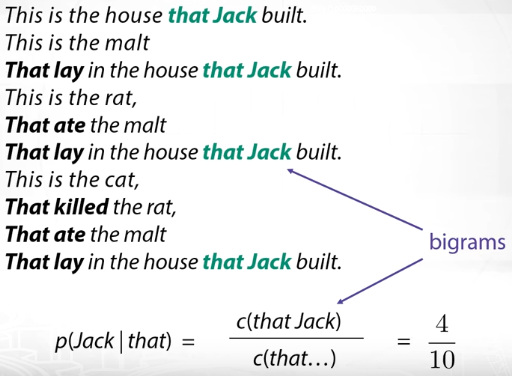 This is the house that Jack built.
This is the malt
That lay in the house that Jack built.
This is the rat,
That ate the malt
That lay in the house that Jack built.
This is the cat,
That killed the rat,
That ate the malt
That lay in the house that Jack built.
bigrams
p(Jack | that) = c(that Jack) / c(that...) = 4 / 10